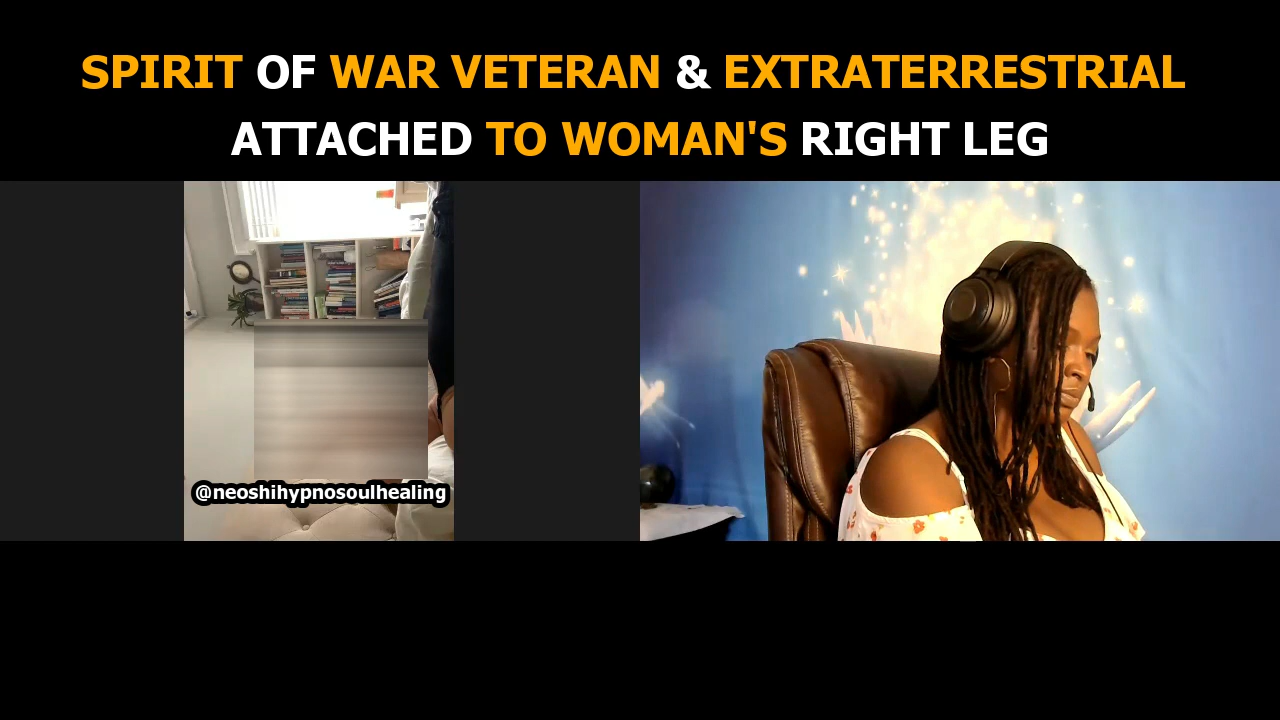 SPIRIT OF WAR VETERAN & EXTRATERRESTRIAL
ATTACHED TO WOMAN'S RIGHT LEG
@neoshihypnosoulhealing